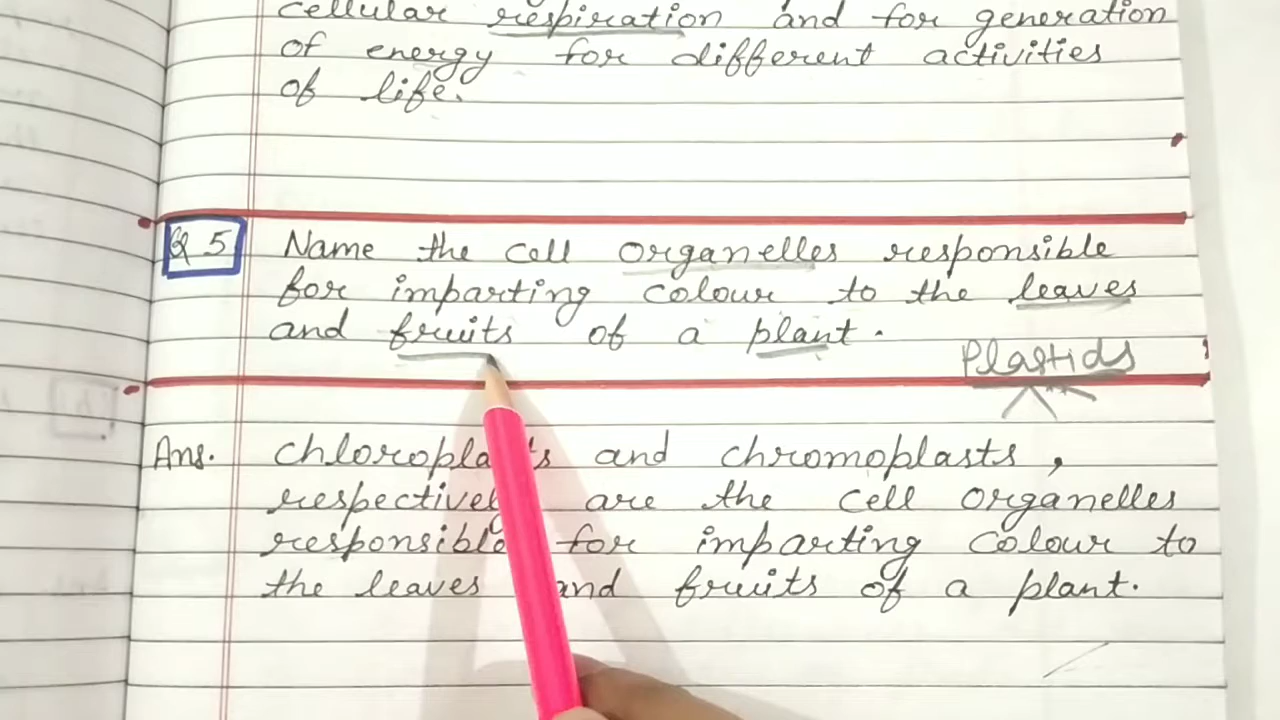 cellular respiration and for generation
of energy for different activities
of life.
Q 5 Name the cell organelles responsible
for imparting colour to the leaves
and fruits of a plant.
Plastids
Ans. Chloroplasts and chromoplasts,
respectively are the cell organelles
responsible for imparting colour to
the leaves and fruits of a plant.